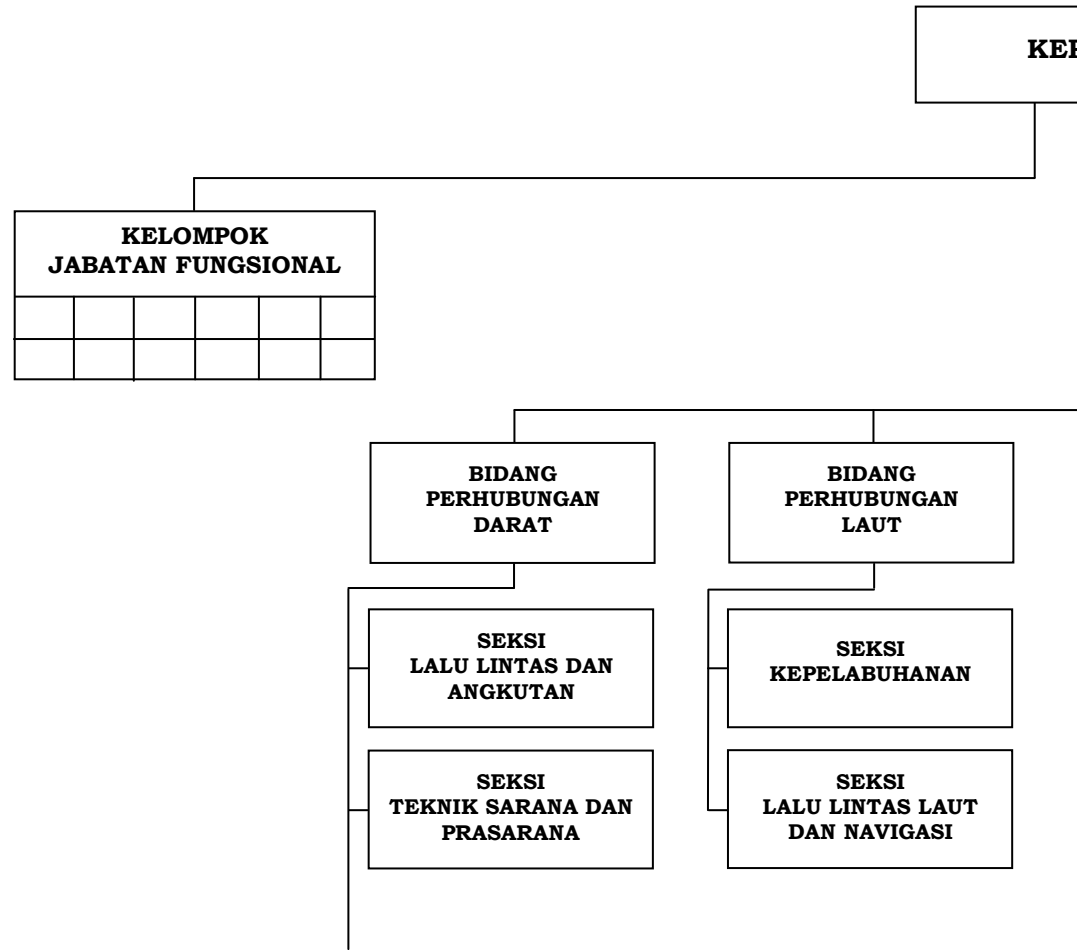 KELOMPOK
JABATAN FUNGSIONAL
BIDANG
PERHUBUNGAN
DARAT
BIDANG
PERHUBUNGAN
LAUT
SEKSI
LALU LINTAS DAN
ANGKUTAN
SEKSI
KEPELABUHANAN
SEKSI
TEKNIK SARANA DAN
PRASARANA
SEKSI
LALU LINTAS LAUT
DAN NAVIGASI